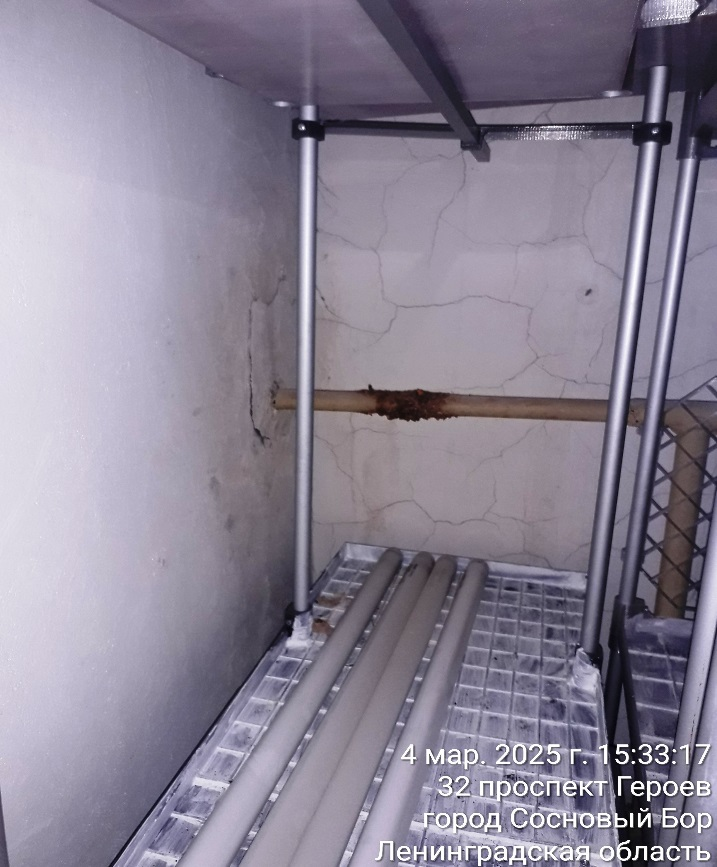 4 мар. 2025 г. 15:33:17
32 проспект Героев
город Сосновый Бор
Ленинградская область